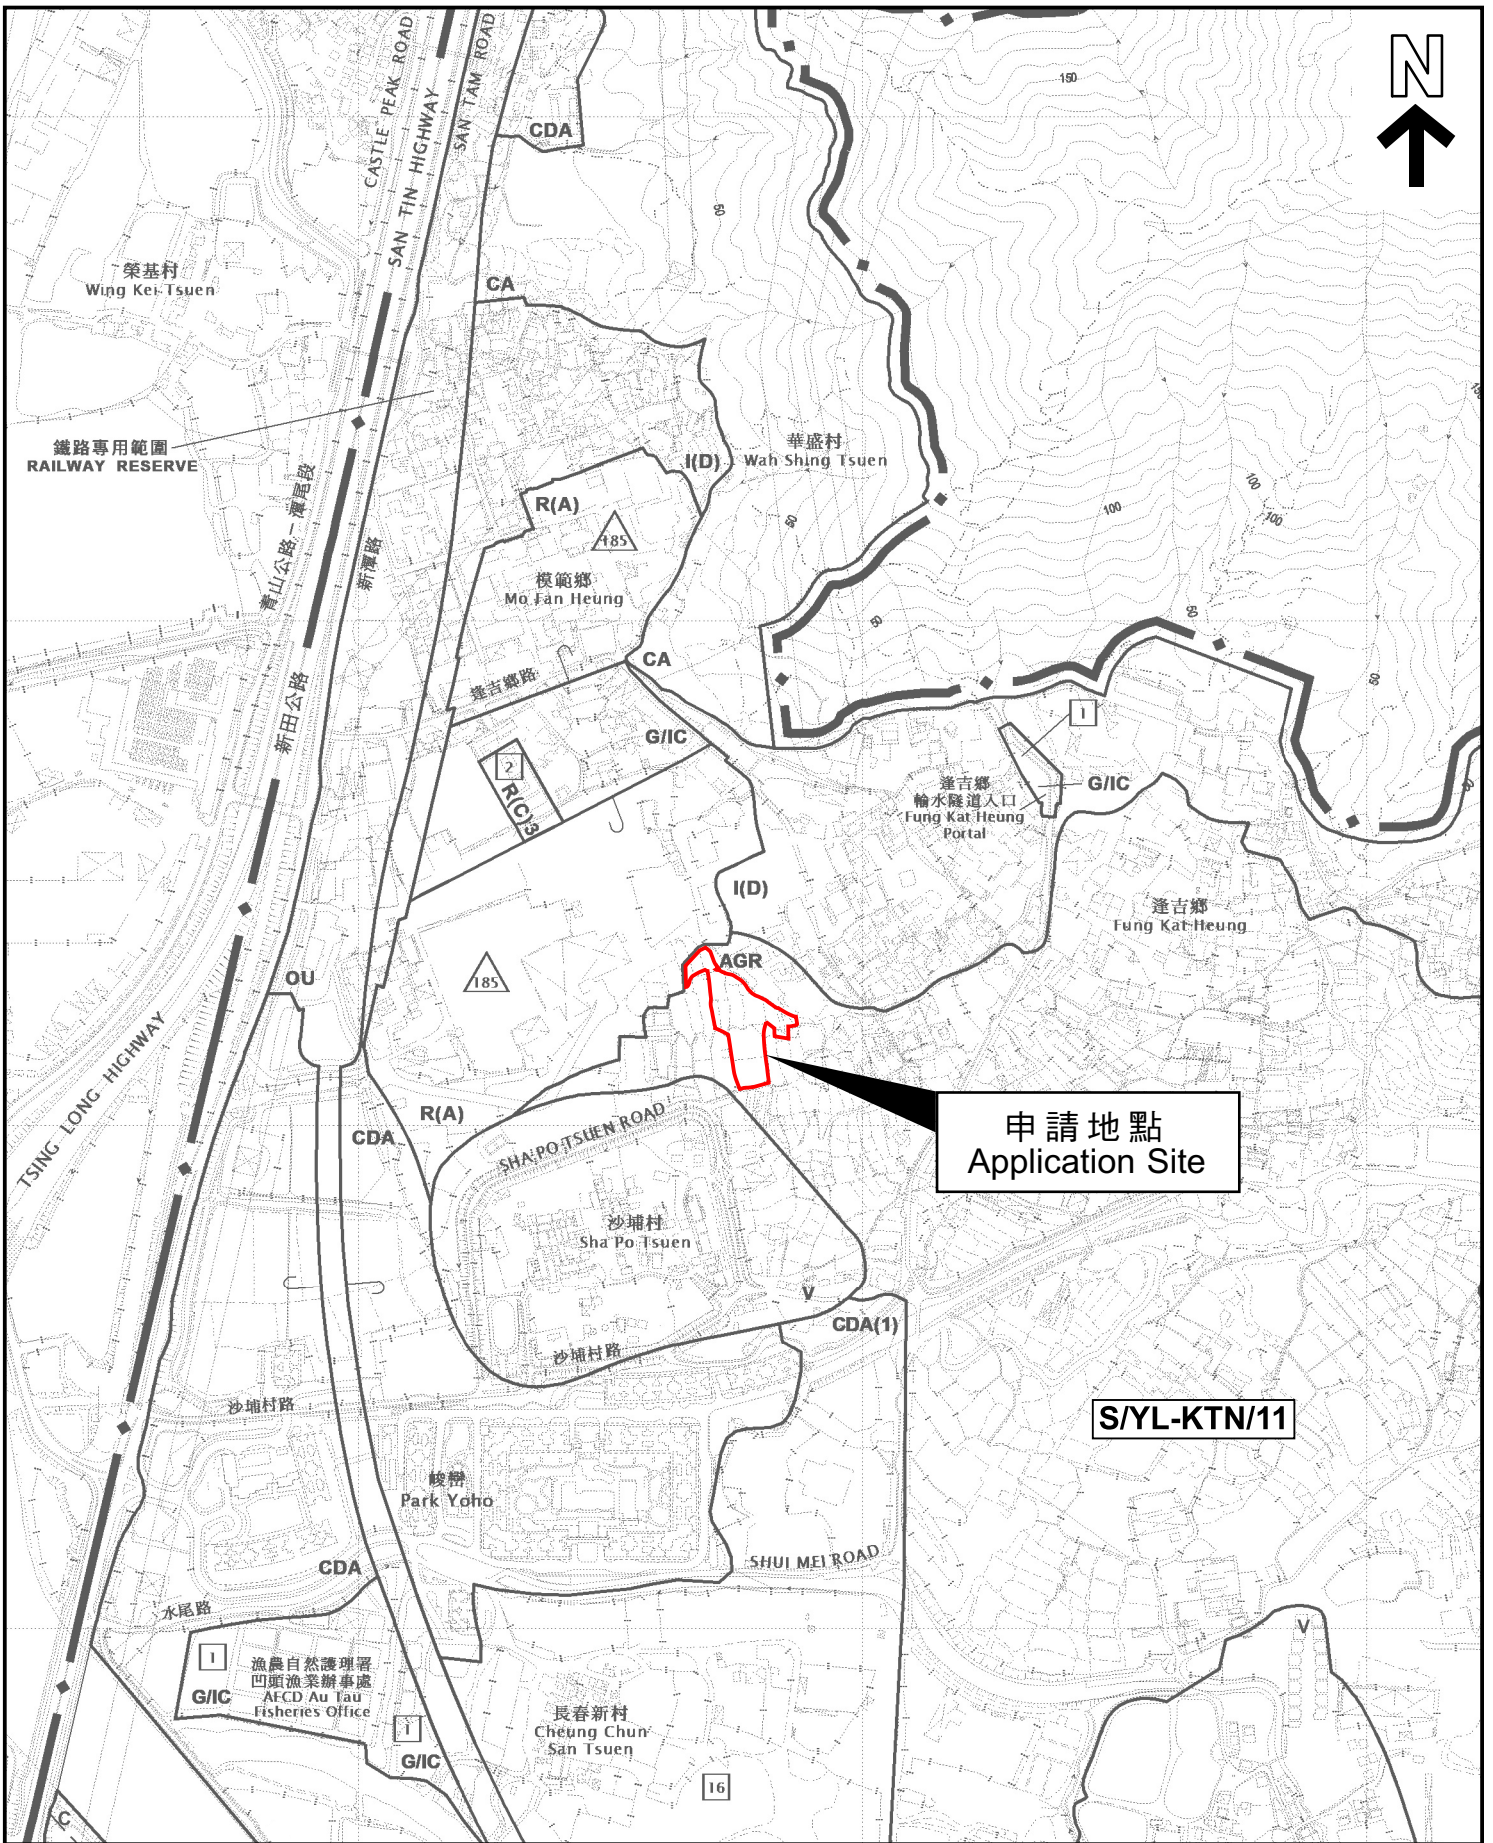 N
CASTLE PEAK ROAD
SAN TIN HIGHWAY
SAN TAM ROAD
CDA
150
50
榮基村
Wing Kei Tsuen
CA
鐵路專用範圍
RAILWAY RESERVE
華盛村
Wah Shing Tsuen
I(D)
R(A)
185
50
100
100
100
150
青山公路－潭尾段
新潭路
模範鄉
Mo Fan Heung
50
50
50
CA
逢吉鄉路
新田公路
G/IC
1
2
R(C)3
逢吉鄉
輸水隧道入口
Fung Kat Heung
Portal
G/IC
50
I(D)
逢吉鄉
Fung Kat Heung
AGR
OU
185
TSING LONG HIGHWAY
R(A)
CDA
SHA PO TSUEN ROAD
申請地點
Application Site
沙埔村
Sha Po Tsuen
V
CDA(1)
沙埔村路
沙埔村路
S/YL-KTN/11
峻巒
Park Yoho
CDA
SHUI MEI ROAD
水尾路
V
1
漁農自然護理署
凹頭漁業辦事處
AFCD Au Tau
Fisheries Office
G/IC
1
G/IC
長春新村
Cheung Chun
San Tsuen
16
C